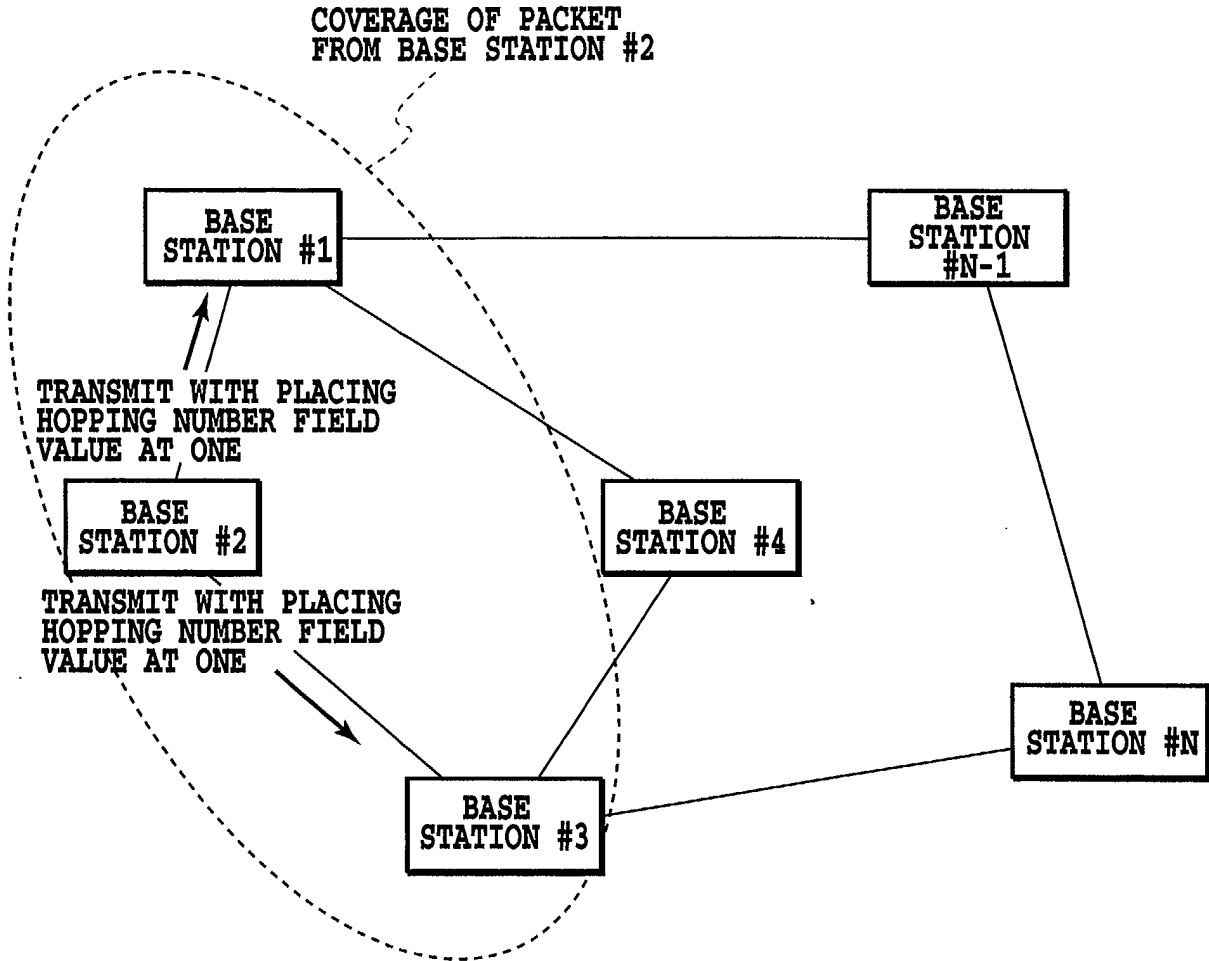 COVERAGE OF PACKET
FROM BASE STATION #2
BASE
STATION #1
BASE
STATION
#N-1
TRANSMIT WITH PLACING
HOPPING NUMBER FIELD
VALUE AT ONE
BASE
STATION #2
BASE
STATION #4
TRANSMIT WITH PLACING
HOPPING NUMBER FIELD
VALUE AT ONE
BASE
STATION #N
BASE
STATION #3